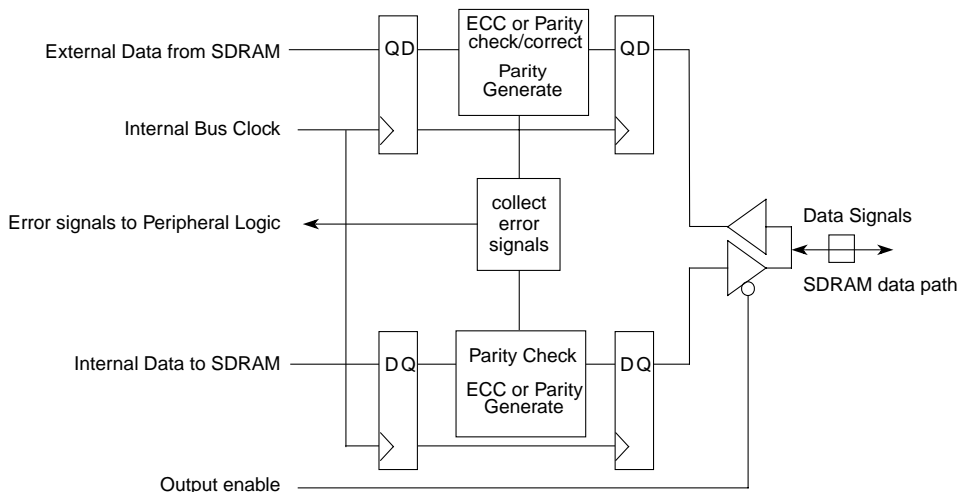 External Data from SDRAM
QD
ECC or Parity
check/correct
Parity
Generate
QD
Internal Bus Clock
Error signals to Peripheral Logic
collect
error
signals
Data Signals
SDRAM data path
Internal Data to SDRAM
DQ
Parity Check
ECC or Parity
Generate
DQ
Output enable